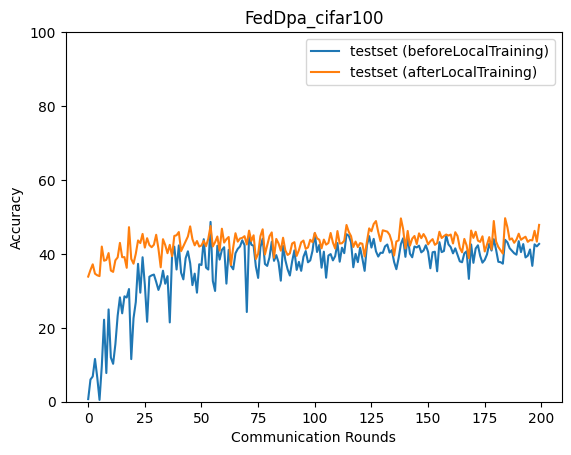 FedDpa_cifar100
testset (beforeLocalTraining)
testset (afterLocalTraining)
Accuracy
100
80
60
40
20
0
0 25 50 75 100 125 150 175 200
Communication Rounds